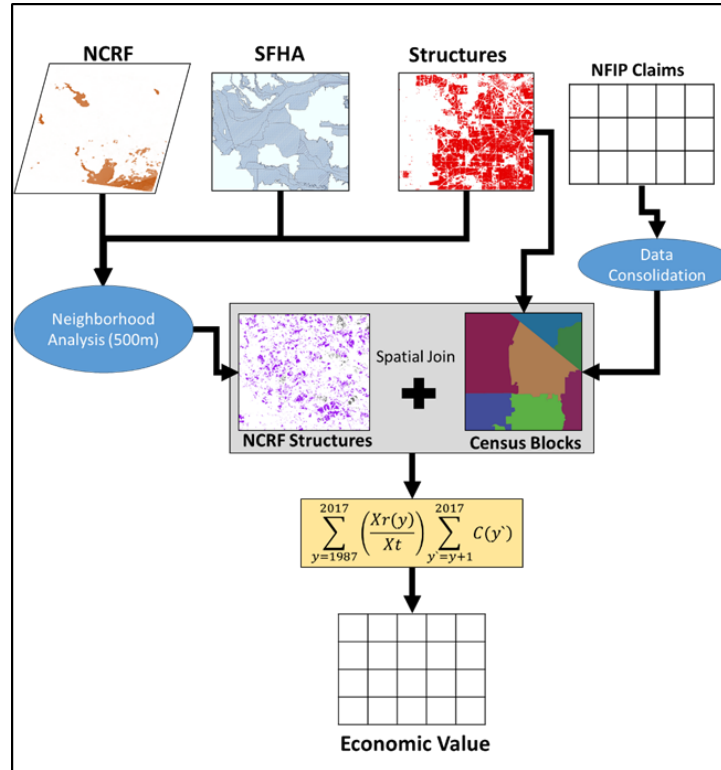 NCRF
SFHA
Structures
NFIP Claims
Data
Consolidation
Neighborhood
Analysis (500m)
Spatial Join
NCRF Structures
Census Blocks
2017 2017
∑ (Xr(y)/Xt) ∑ C(y`)
y=1987 y`=y+1
Economic Value